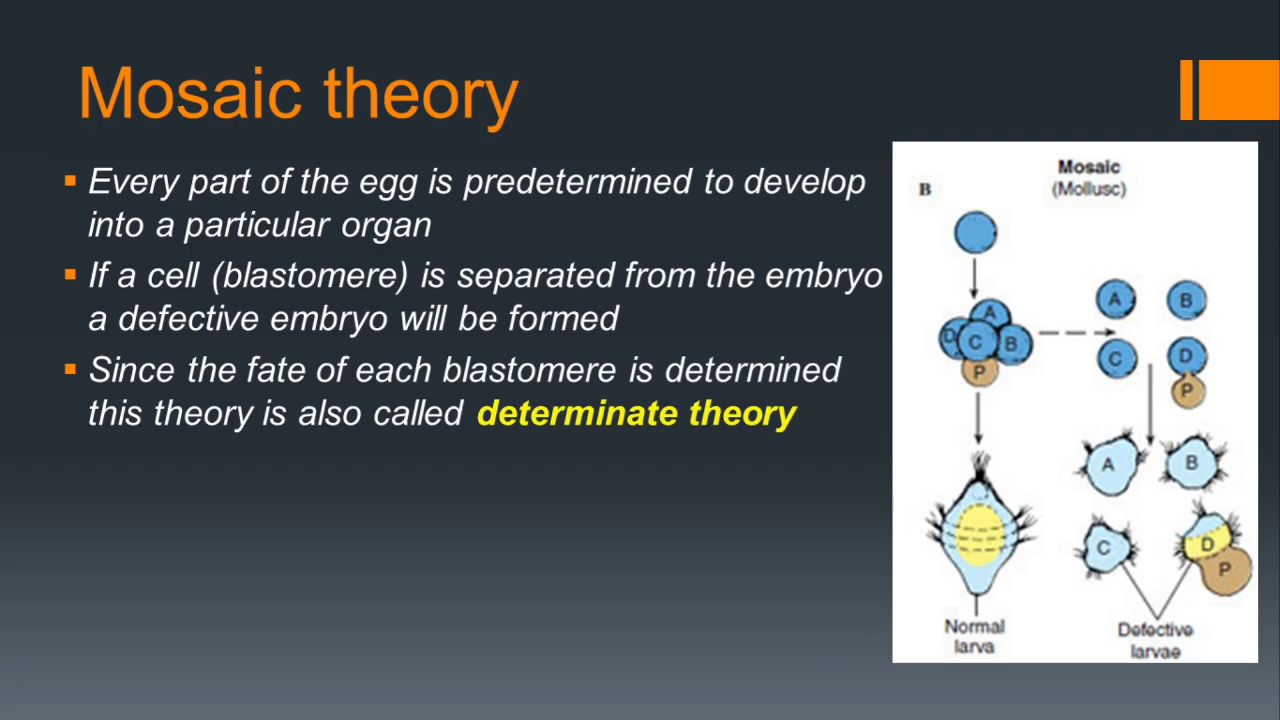 Mosaic theory
Every part of the egg is predetermined to develop
into a particular organ
If a cell (blastomere) is separated from the embryo
a defective embryo will be formed
Since the fate of each blastomere is determined
this theory is also called determinate theory
Mosaic
B (Mollusc)
A
D C B
P
A B
C D
P
A B
C D
P
Normal
larva
Defective
larvae